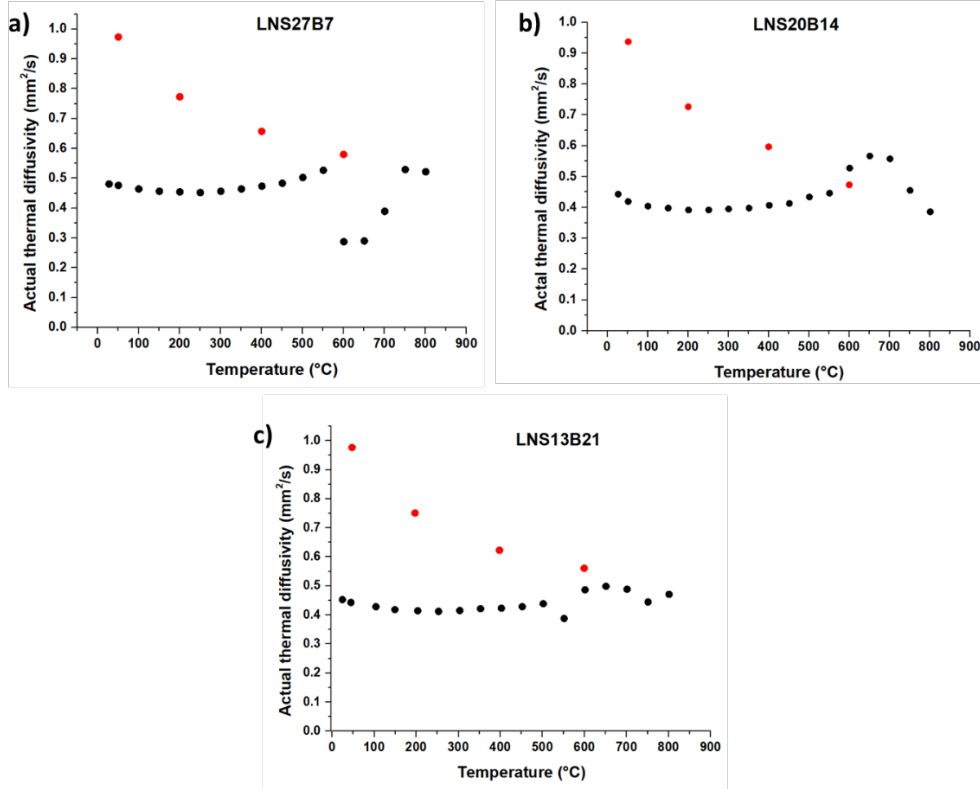 a)
LNS27B7
Actual thermal diffusivity (mm²/s)
1.0
0.9
0.8
0.7
0.6
0.5
0.4
0.3
0.2
0.1
0.0
0 100 200 300 400 500 600 700 800 900
Temperature (°C)
b)
LNS20B14
Actal thermal diffusivity (mm²/s)
1.0
0.9
0.8
0.7
0.6
0.5
0.4
0.3
0.2
0.1
0.0
0 100 200 300 400 500 600 700 800 900
Temperature (°C)
c)
LNS13B21
Actual thermal diffusivity (mm²/s)
1.0
0.9
0.8
0.7
0.6
0.5
0.4
0.3
0.2
0.1
0.0
0 100 200 300 400 500 600 700 800 900
Temperature (°C)